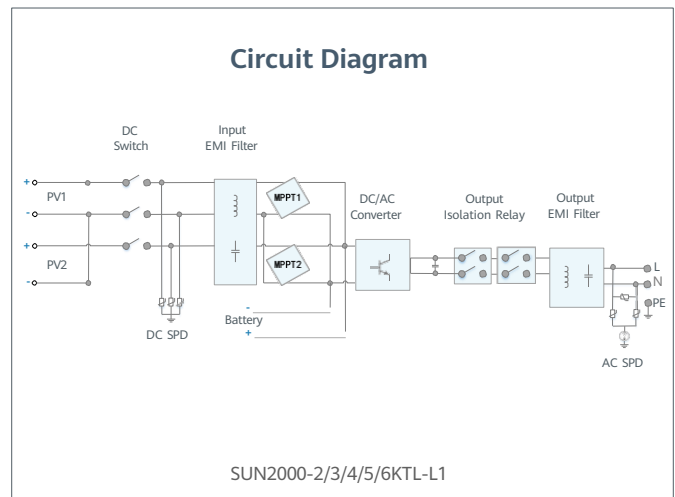 Circuit Diagram
DC
Switch
Input
EMI Filter
+
PV1
-
+
PV2
-
MPPT1
MPPT2
DC/AC
Converter
Output
Isolation Relay
Output
EMI Filter
L
N
PE
DC SPD
-
Battery
+
AC SPD
SUN2000-2/3/4/5/6KTL-L1